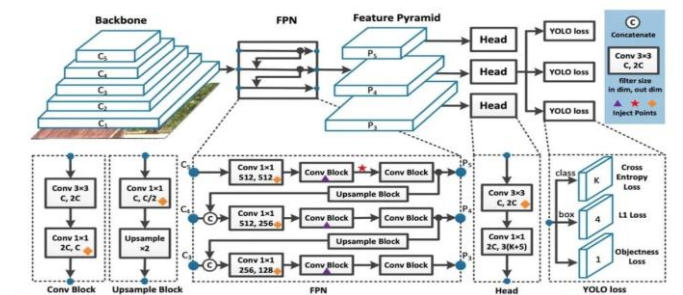 Backbone
FPN
Feature Pyramid
C5
C4
C3
C2
C1
P5
P4
P3
Head
Head
Head
YOLO loss
YOLO loss
YOLO loss
C
Concatenate
Conv 3×3
C, 2C
filter size
in dim, out dim
Inject Points
Conv 3×3
C, 2C
Conv 1×1
2C, C
Conv Block
Conv 1×1
C, C/2
Upsample
×2
Upsample Block
C5
Conv 1×1
512, 512
Conv Block
Conv Block
P5
Upsample Block
C4
C
Conv 1×1
512, 256
Conv Block
Conv Block
P4
Upsample Block
C3
C
Conv 1×1
256, 128
Conv Block
Conv Block
P3
FPN
Conv 3×3
C, 2C
Conv 1×1
2C, 3(K+5)
Head
class
K
Cross
Entropy
Loss
box
4
L1 Loss
1
Objectness
Loss
YOLO loss